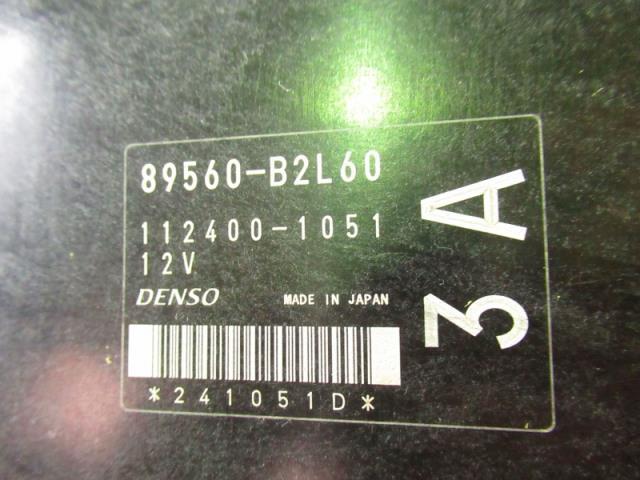 89560-B2L60
112400-1051
12V
DENSO MADE IN JAPAN
*241051D*
3A